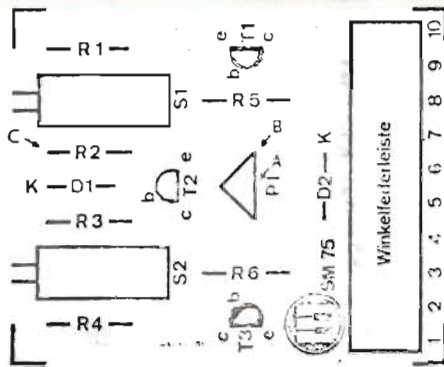 R1
e
T1
c
b
S1
R5
C
R2
B
A
P1
K D1
b
e
T2
c
R3
K
D2
SM 75
S2
R6
b
c
T3
e
R4
Winkelfederleiste
10
9
8
7
6
5
4
3
2
1